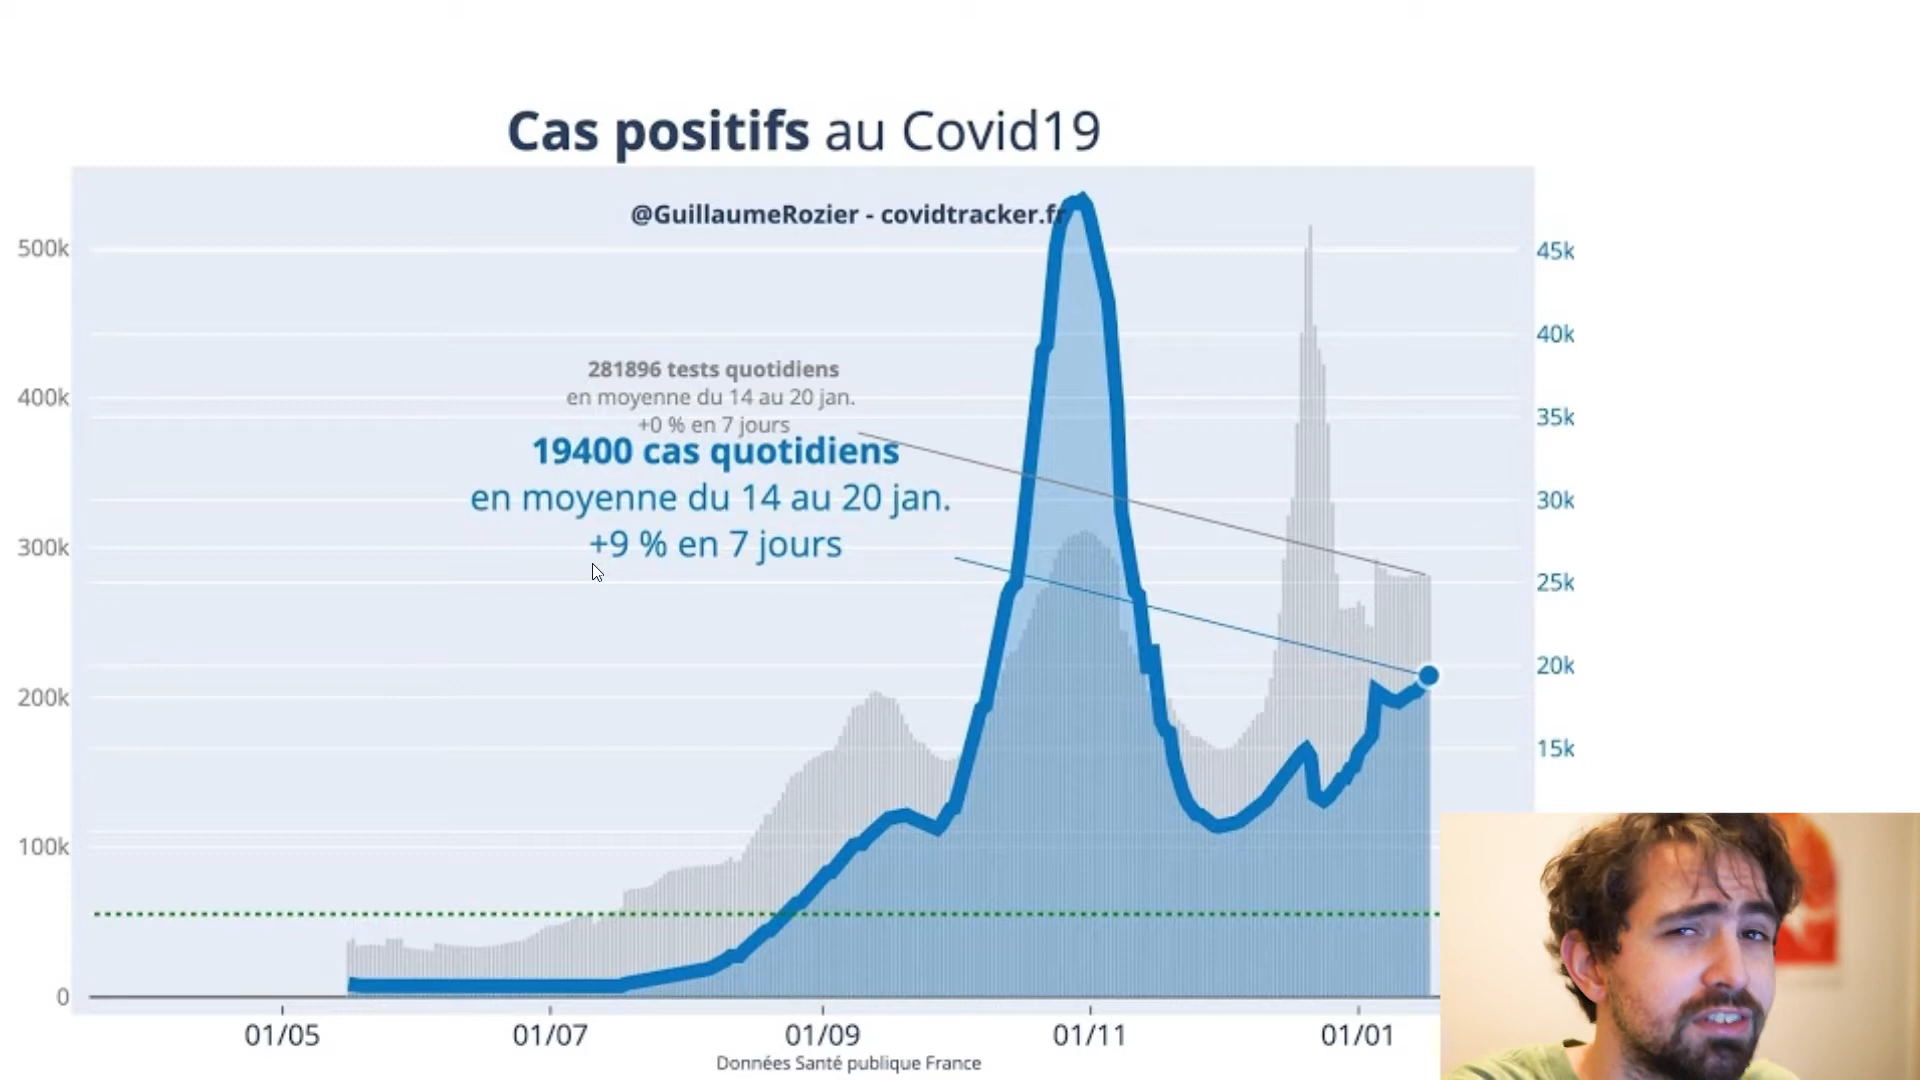 Cas positifs au Covid19
@GuillaumeRozier - covidtracker.fr
500k
45k
40k
281896 tests quotidiens
400k
en moyenne du 14 au 20 jan.
35k
+0 % en 7 jours
19400 cas quotidiens
en moyenne du 14 au 20 jan.
30k
+9 % en 7 jours
300k
25k
20k
200k
15k
100k
0
01/05
01/07
01/09
01/11
01/01
Données Santé publique France